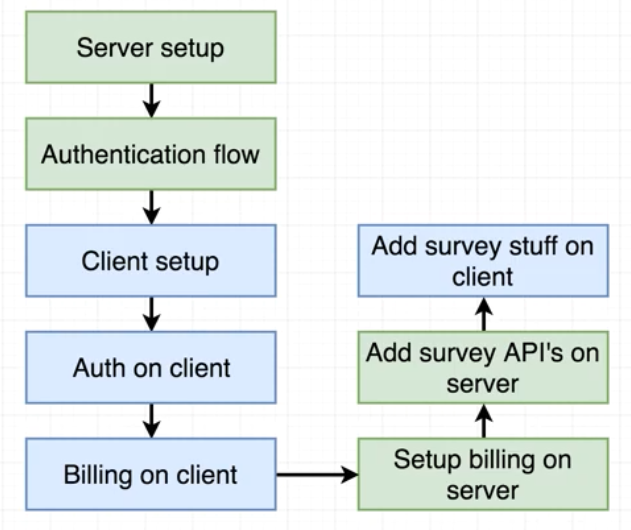 Server setup
Authentication flow
Client setup
Auth on client
Billing on client
Setup billing on
server
Add survey API's on
server
Add survey stuff on
client